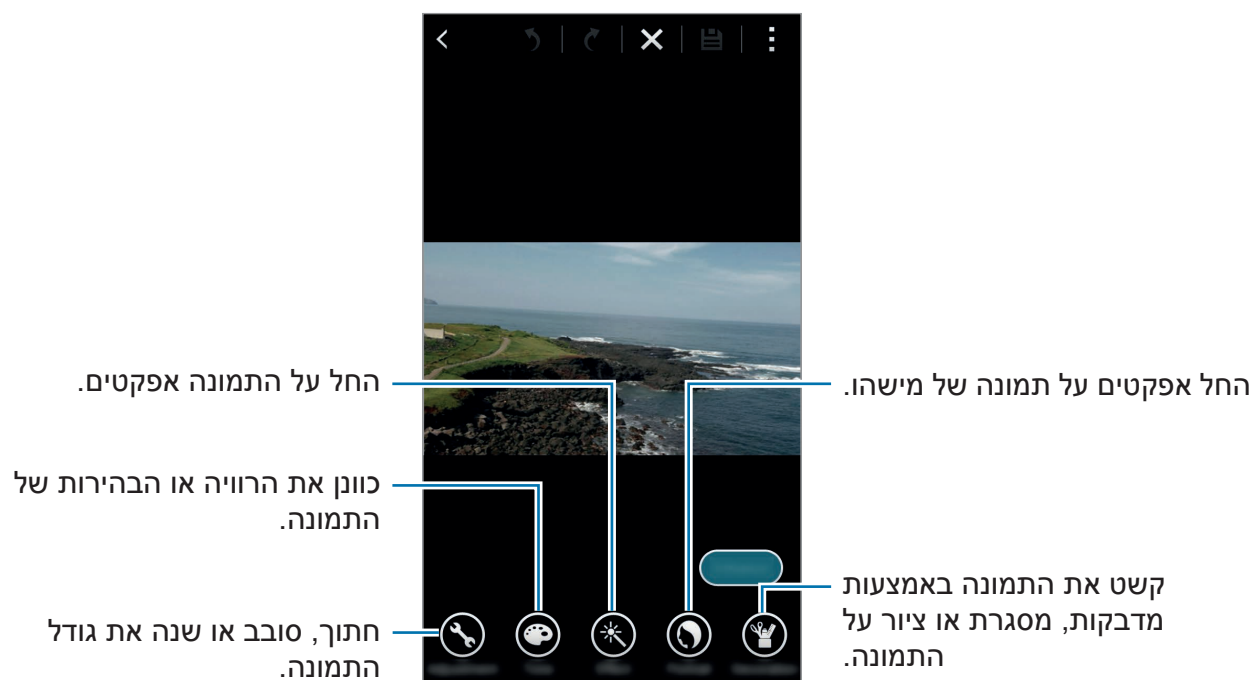 החל על התמונה אפקטים.
החל אפקטים על תמונה של מישהו.
כוונן את הרוויה או הבהירות של
התמונה.
קשט את התמונה באמצעות
מדבקות, מסגרת או ציור על
התמונה.
חתוך, סובב או שנה את גודל
התמונה.